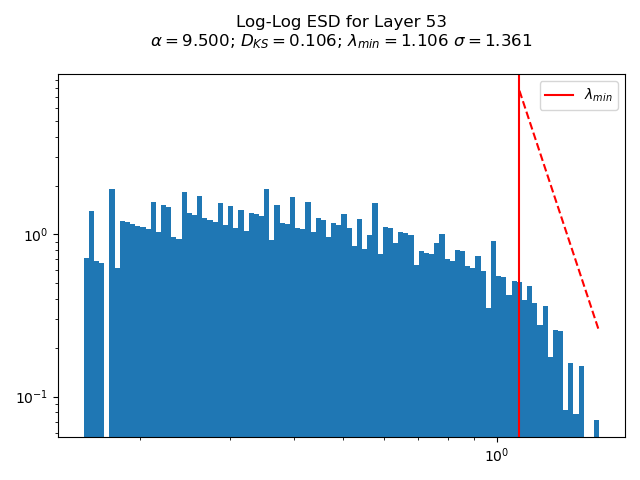 Log-Log ESD for Layer 53
α = 9.500; D_KS = 0.106; λ_min = 1.106 σ = 1.361
λ_min
10^0
10^-1
10^0